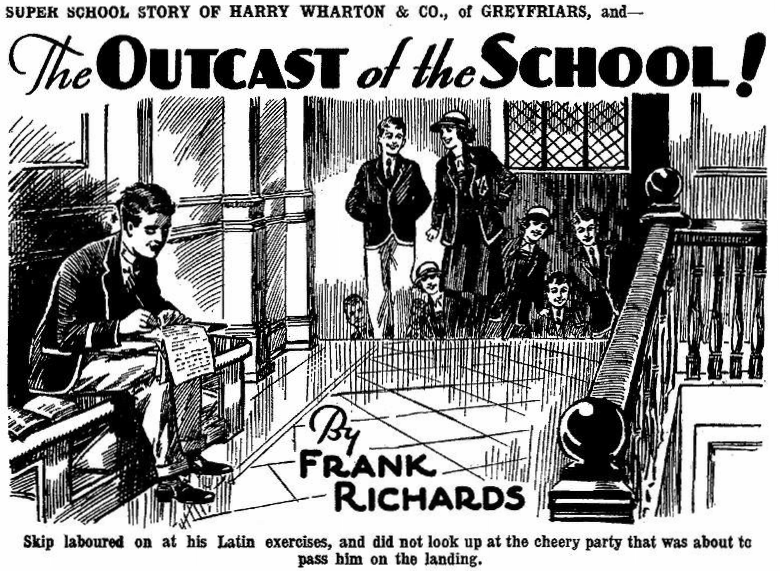 SUPER SCHOOL STORY OF HARRY WHARTON & CO., of GREYFRIARS, and—
The OUTCAST of the SCHOOL!
By
FRANK
RICHARDS
Skip laboured on at his Latin exercises, and did not look up at the cheery party that was about to
pass him on the landing.